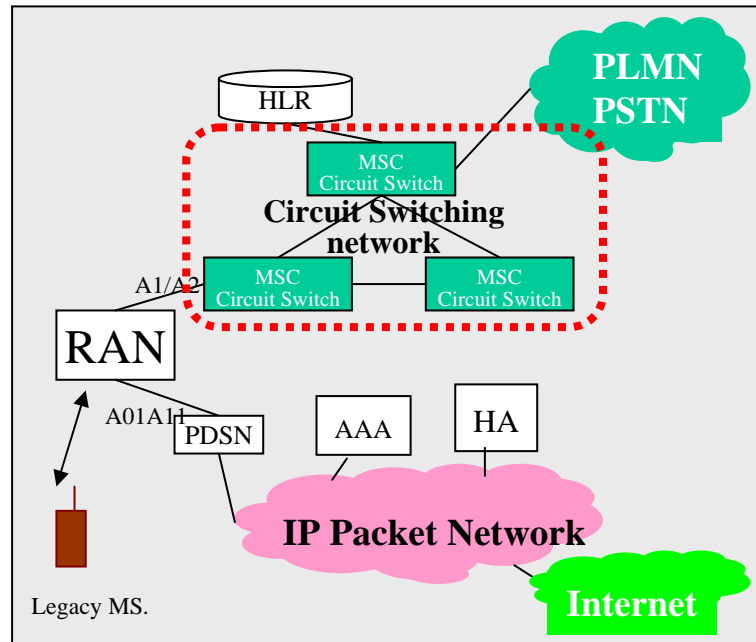 PLMN
PSTN
HLR
MSC
Circuit Switch
Circuit Switching
network
MSC
Circuit Switch
MSC
Circuit Switch
A1/A2
RAN
A01A11
PDSN
AAA
HA
IP Packet Network
Internet
Legacy MS.